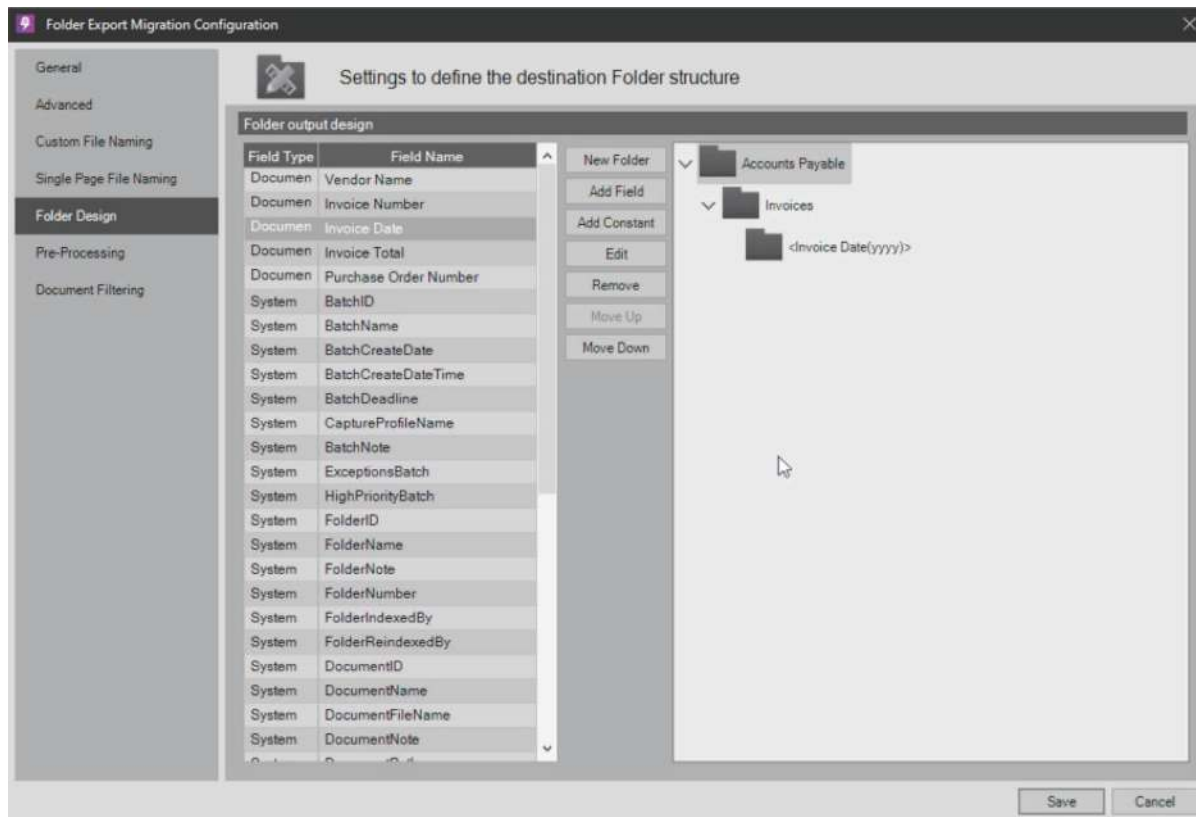 Folder Export Migration Configuration
General
Advanced
Custom File Naming
Single Page File Naming
Folder Design
Pre-Processing
Document Filtering
Settings to define the destination Folder structure
Folder output design
Field Type Field Name
Documen Vendor Name
Documen Invoice Number
Documen Invoice Date
Documen Invoice Total
Documen Purchase Order Number
System BatchID
System BatchName
System BatchCreateDate
System BatchCreateDateTime
System BatchDeadline
System CaptureProfileName
System BatchNote
System ExceptionsBatch
System HighPriorityBatch
System FolderID
System FolderName
System FolderNote
System FolderNumber
System FolderIndexedBy
System FolderReindexedBy
System DocumentID
System DocumentName
System DocumentFileName
System DocumentNote
New Folder
Add Field
Add Constant
Edit
Remove
Move Up
Move Down
Accounts Payable
Invoices
<Invoice Date(yyyy)>
Save Cancel